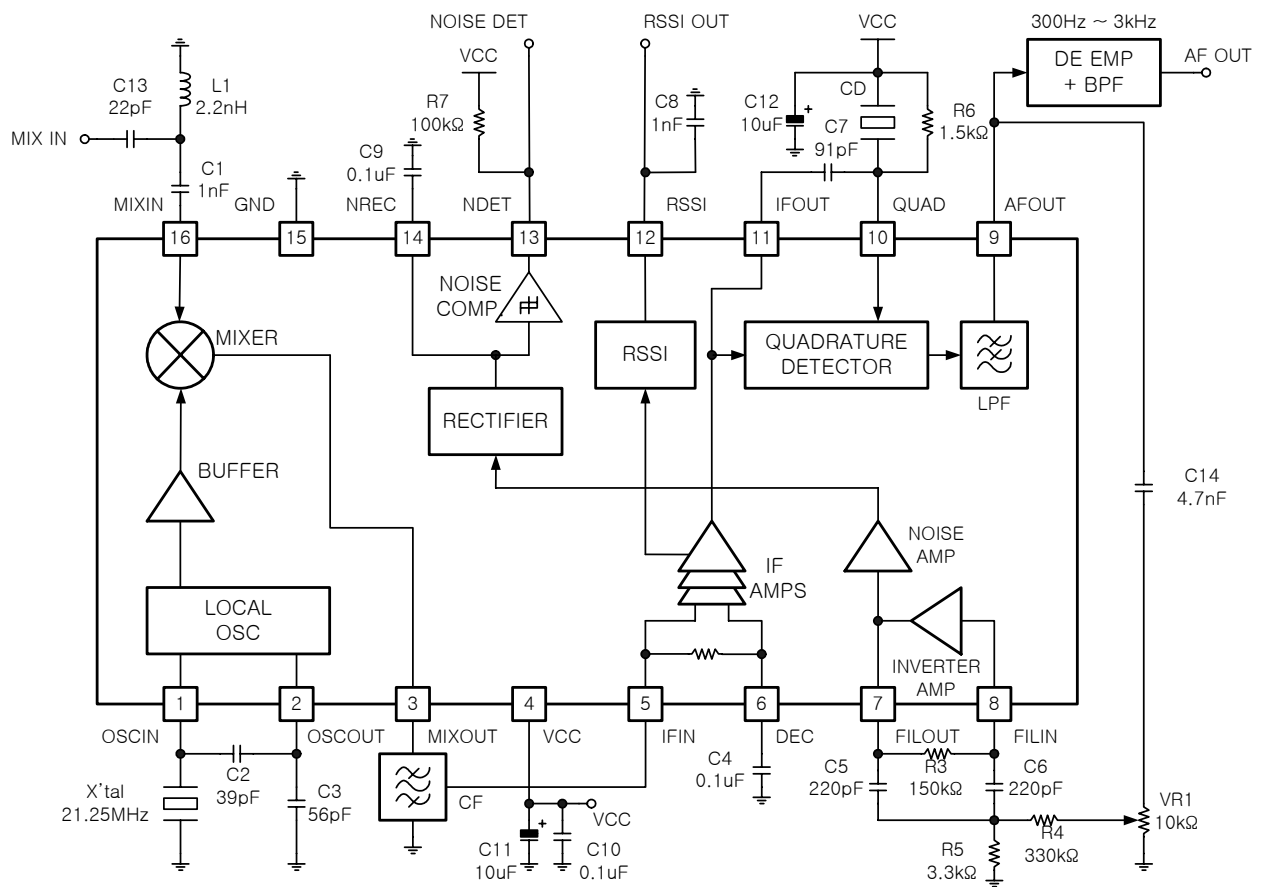 NOISE DET
RSSI OUT
VCC
300Hz ~ 3kHz
DE EMP
+ BPF
AF OUT
C13
22pF
L1
2.2nH
VCC
R7
100kΩ
C8
1nF
C12
10uF
+
CD
C7
91pF
R6
1.5kΩ
MIX IN
C9
0.1uF
C1
1nF
MIXIN
GND
NREC
NDET
RSSI
IFOUT
QUAD
AFOUT
16
15
14
13
12
11
10
9
NOISE
COMP
MIXER
RSSI
QUADRATURE
DETECTOR
LPF
RECTIFIER
BUFFER
C14
4.7nF
NOISE
AMP
IF
AMPS
LOCAL
OSC
INVERTER
AMP
1
2
3
4
5
6
7
8
OSCIN
OSCOUT
MIXOUT
VCC
IFIN
DEC
FILOUT
FILIN
C2
39pF
X'tal
21.25MHz
C3
56pF
CF
C4
0.1uF
C5
220pF
R3
150kΩ
C6
220pF
VCC
+
C11
10uF
C10
0.1uF
R5
3.3kΩ
R4
330kΩ
VR1
10kΩ